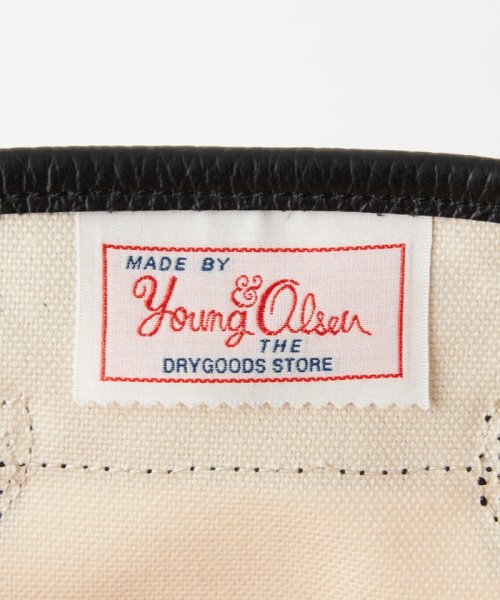 MADE BY
Young & Olsen
THE
DRYGOODS STORE